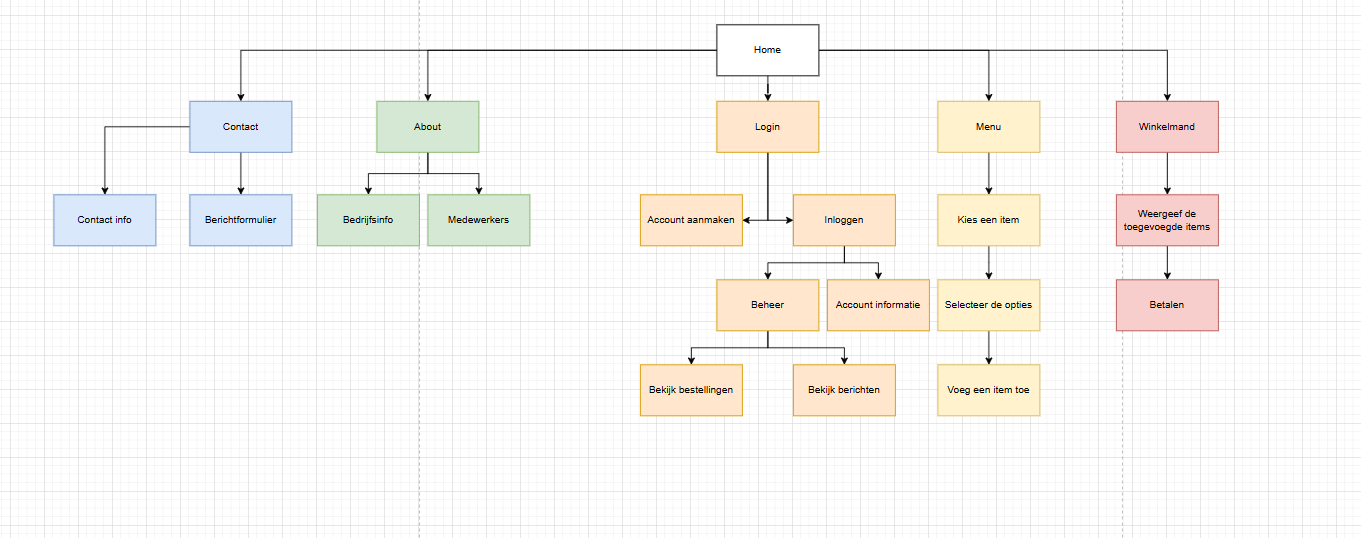 Home
Contact
About
Login
Menu
Winkelmand
Contact info
Berichtformulier
Bedrijfsinfo
Medewerkers
Account aanmaken
Inloggen
Kies een item
Weergeef de
toegevoegde items
Beheer
Account informatie
Selecteer de opties
Betalen
Bekijk bestellingen
Bekijk berichten
Voeg een item toe